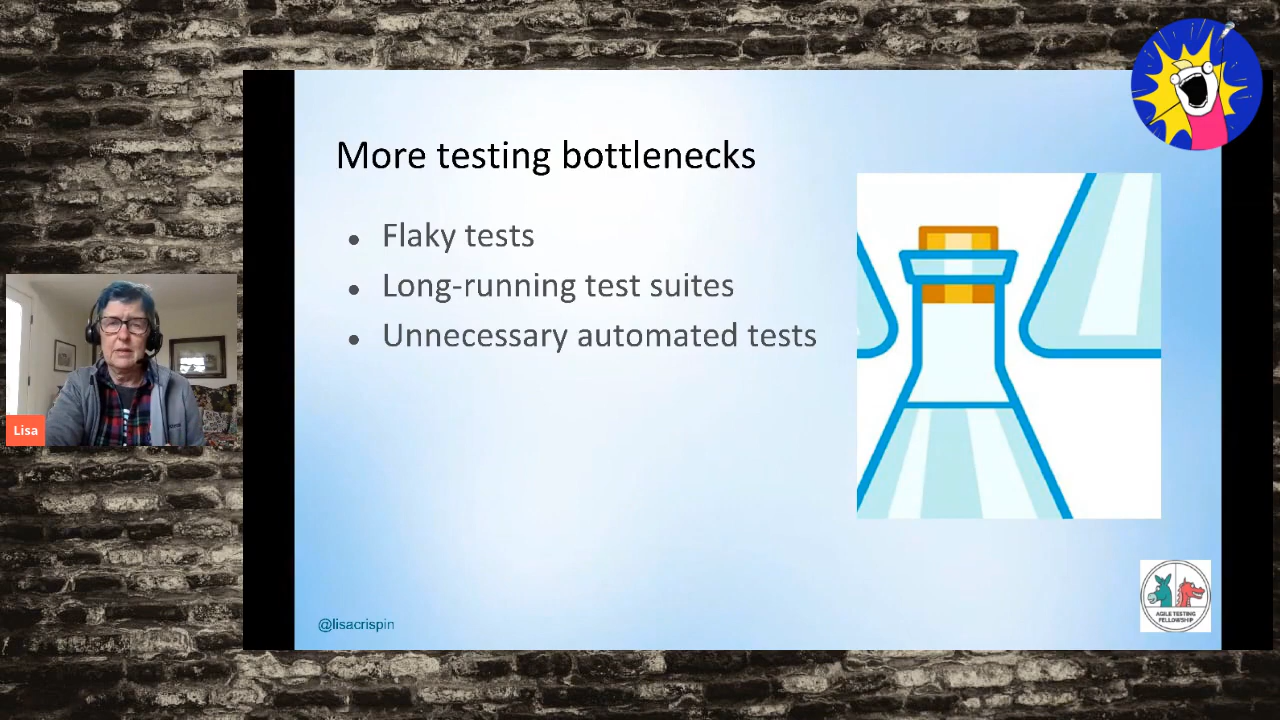 More testing bottlenecks
● Flaky tests
● Long-running test suites
● Unnecessary automated tests
Lisa
@lisacrispin
AGILE TESTING
FELLOWSHIP